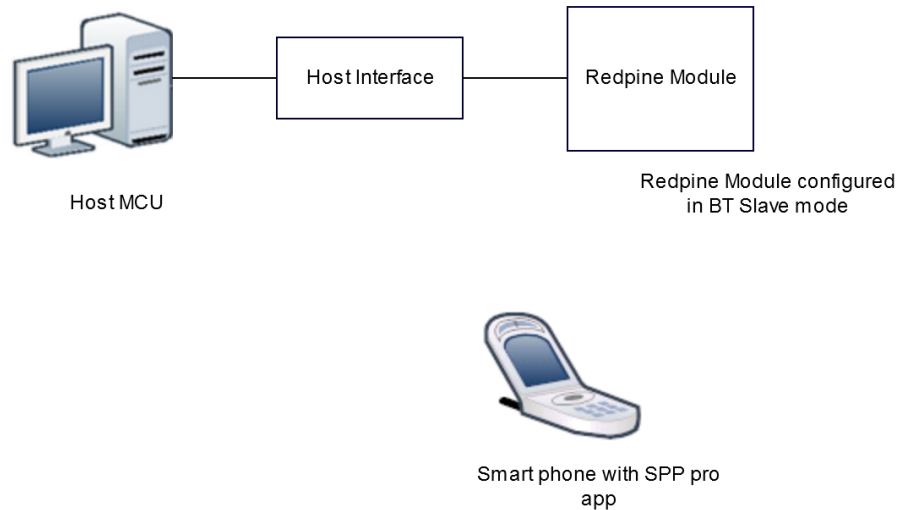 Host Interface
Redpine Module
Host MCU
Redpine Module configured
in BT Slave mode
Smart phone with SPP pro
app